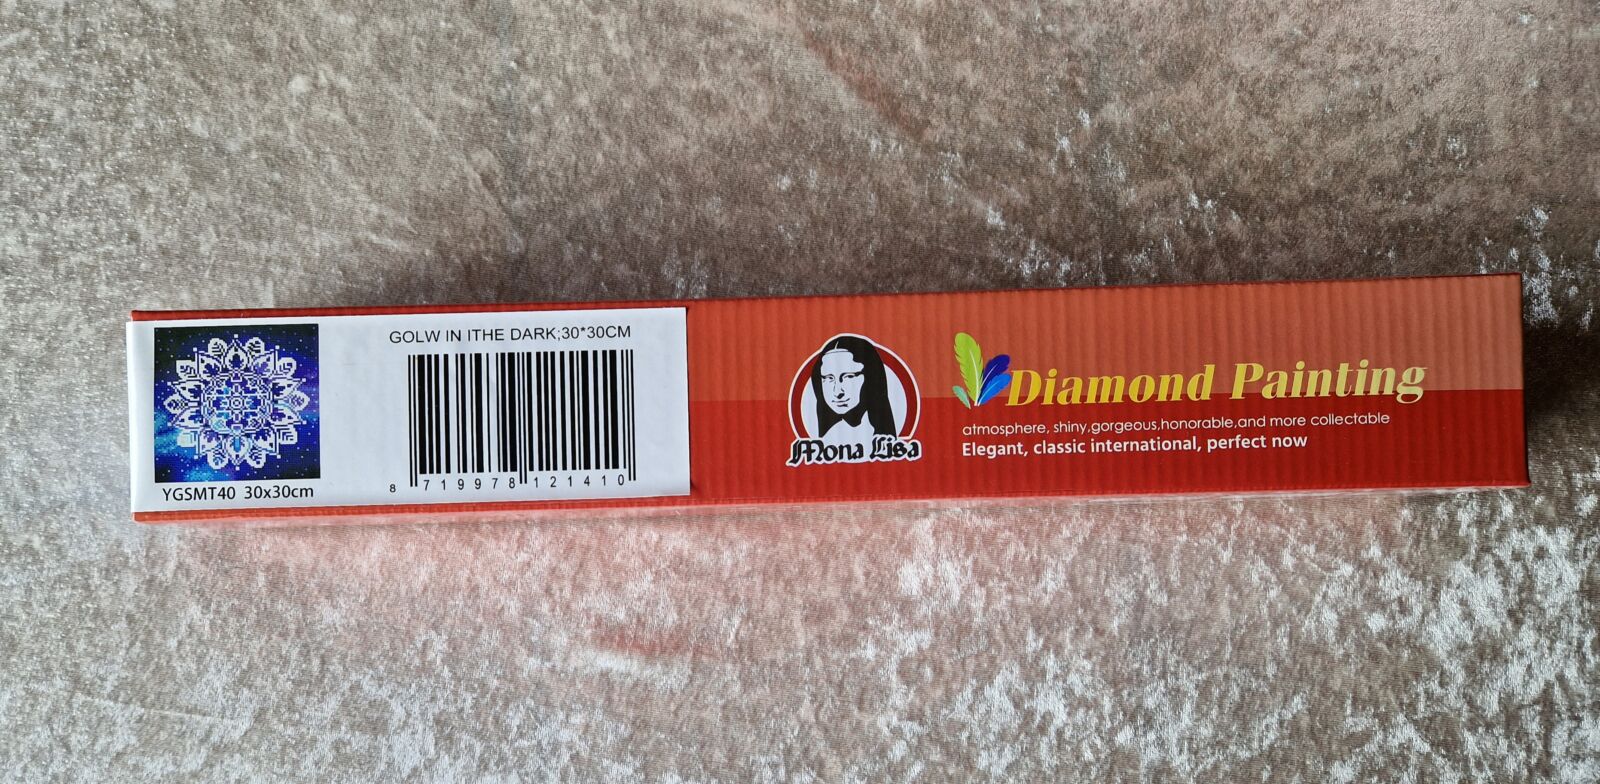 GOLW IN ITHE DARK;30*30CM
8 719978 121410
YGSMT40 30x30cm
Mona Lisa
Diamond Painting
atmosphere, shiny,gorgeous,honorable,and more collectable
Elegant, classic international, perfect now